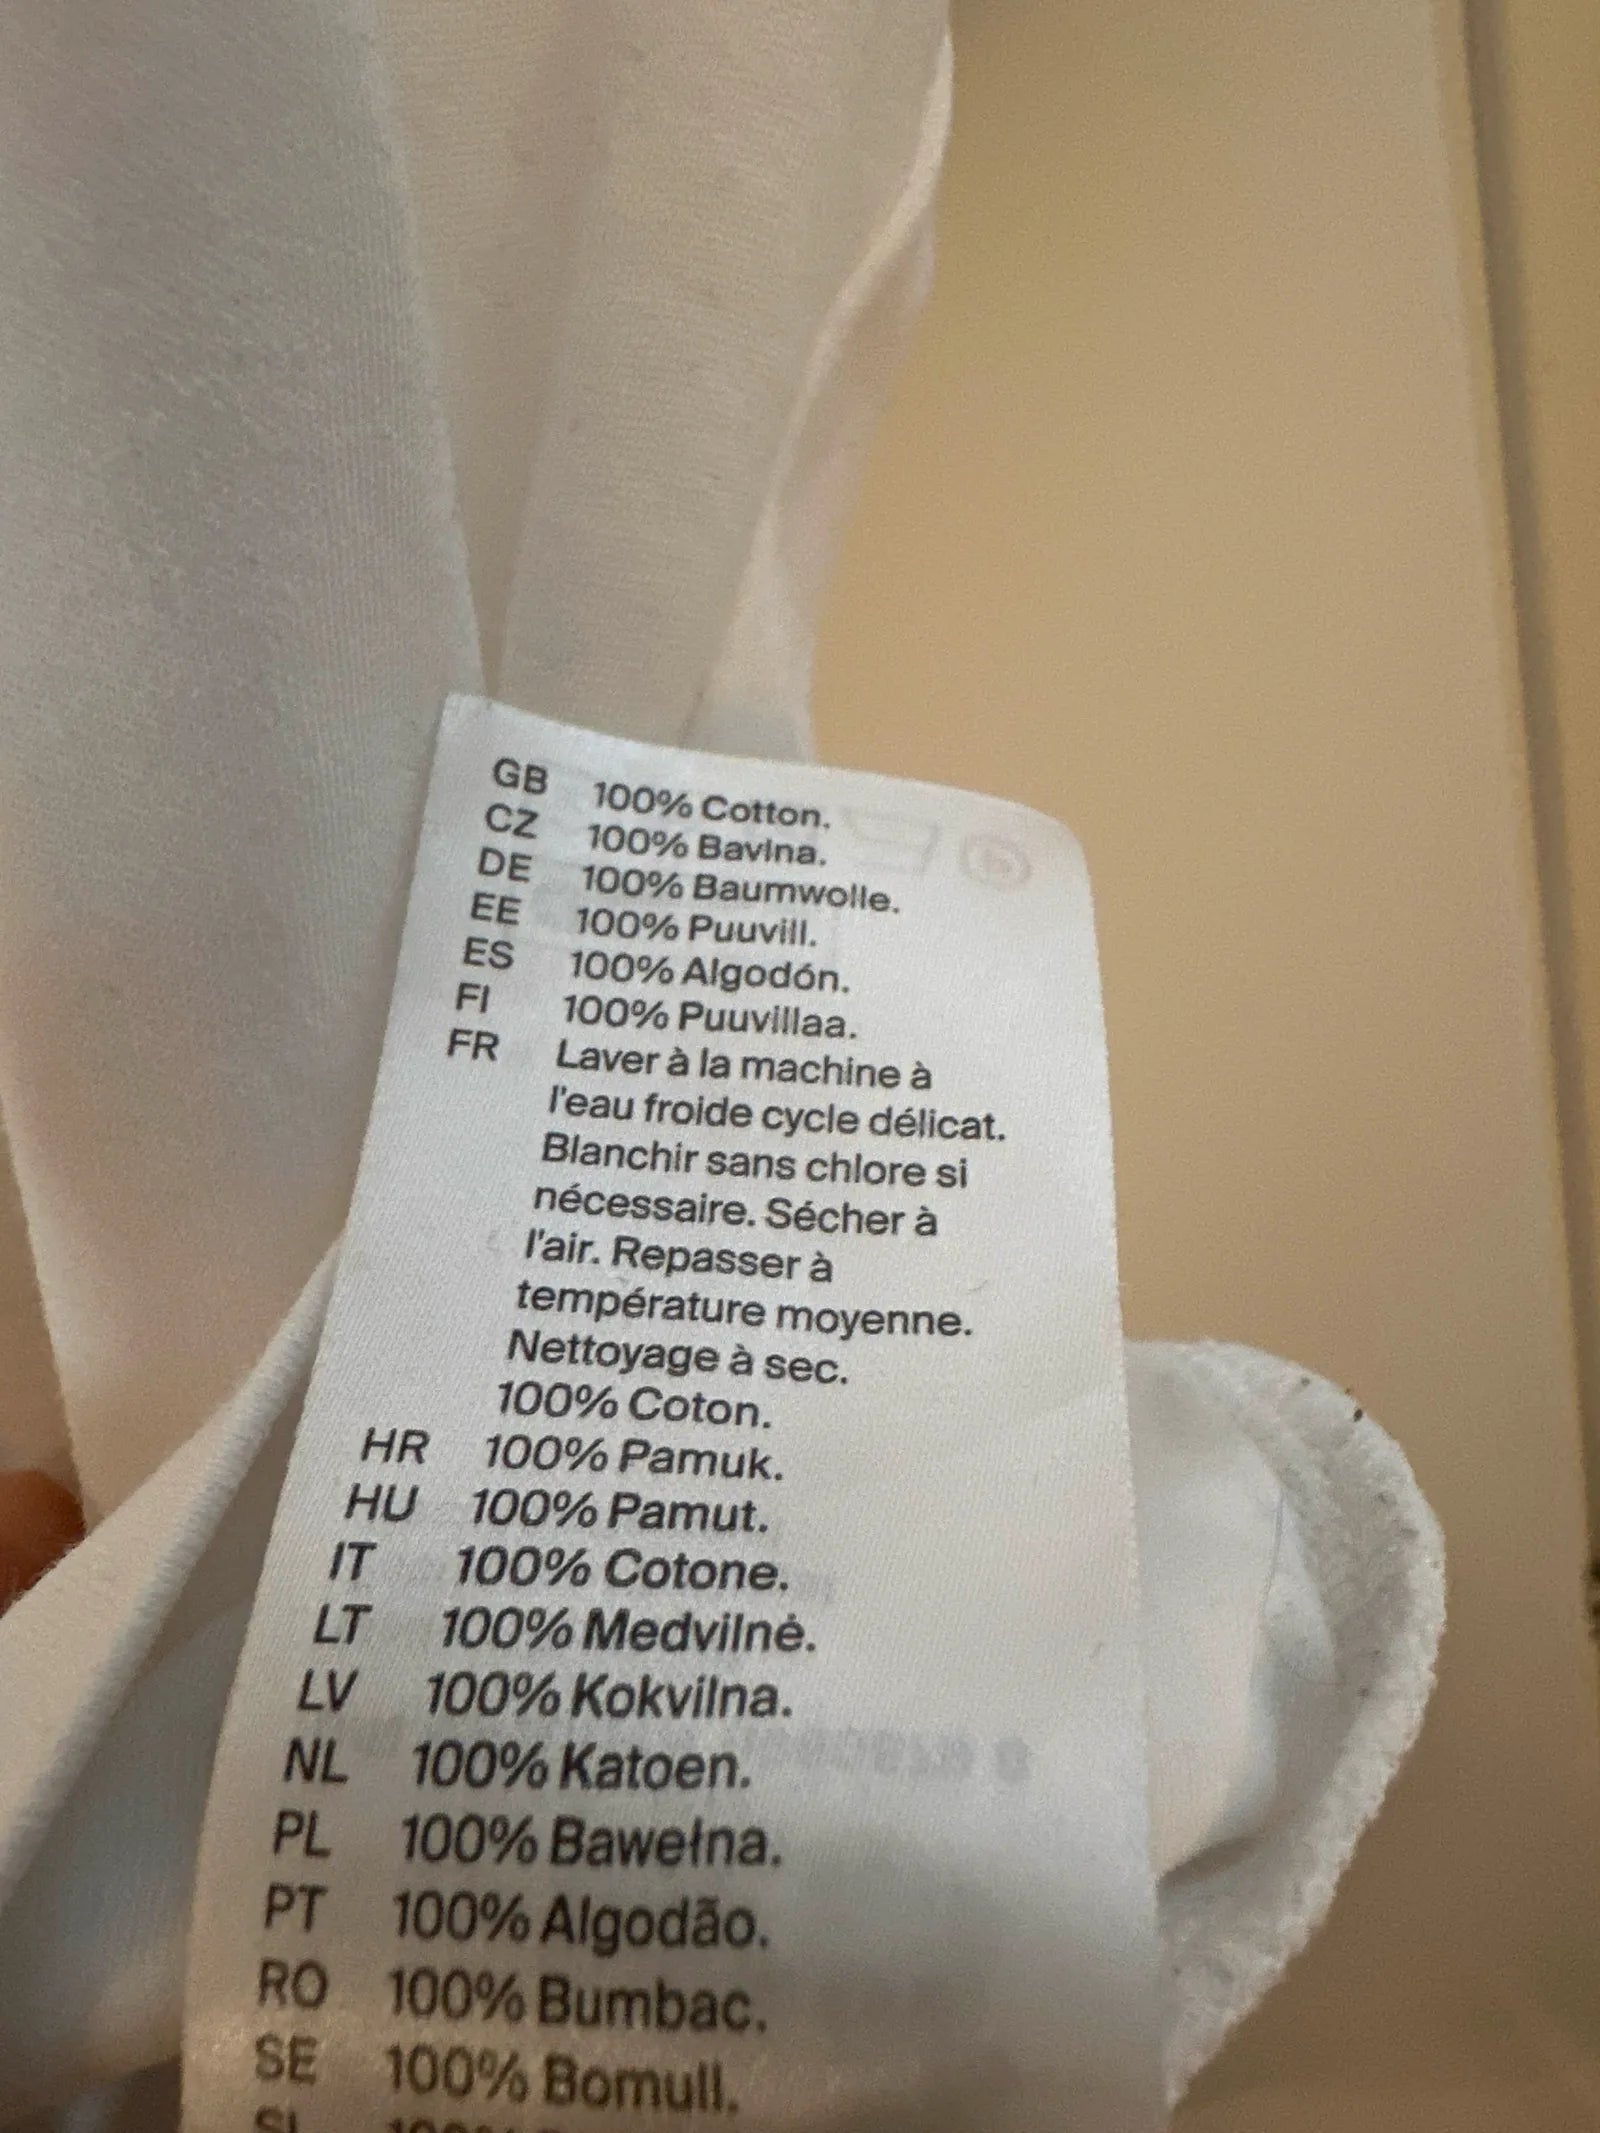 GB 100% Cotton.
CZ 100% Bavlna.
DE 100% Baumwolle.
EE 100% Puuvill.
ES 100% Algodón.
FI 100% Puuvillaa.
FR Laver à la machine à
l'eau froide cycle délicat.
Blanchir sans chlore si
nécessaire. Sécher à
l'air. Repasser à
température moyenne.
Nettoyage à sec.
100% Coton.
HR 100% Pamuk.
HU 100% Pamut.
IT 100% Cotone.
LT 100% Medvilnė.
LV 100% Kokvilna.
NL 100% Katoen.
PL 100% Bawełna.
PT 100% Algodão.
RO 100% Bumbac.
SE 100% Bomull.